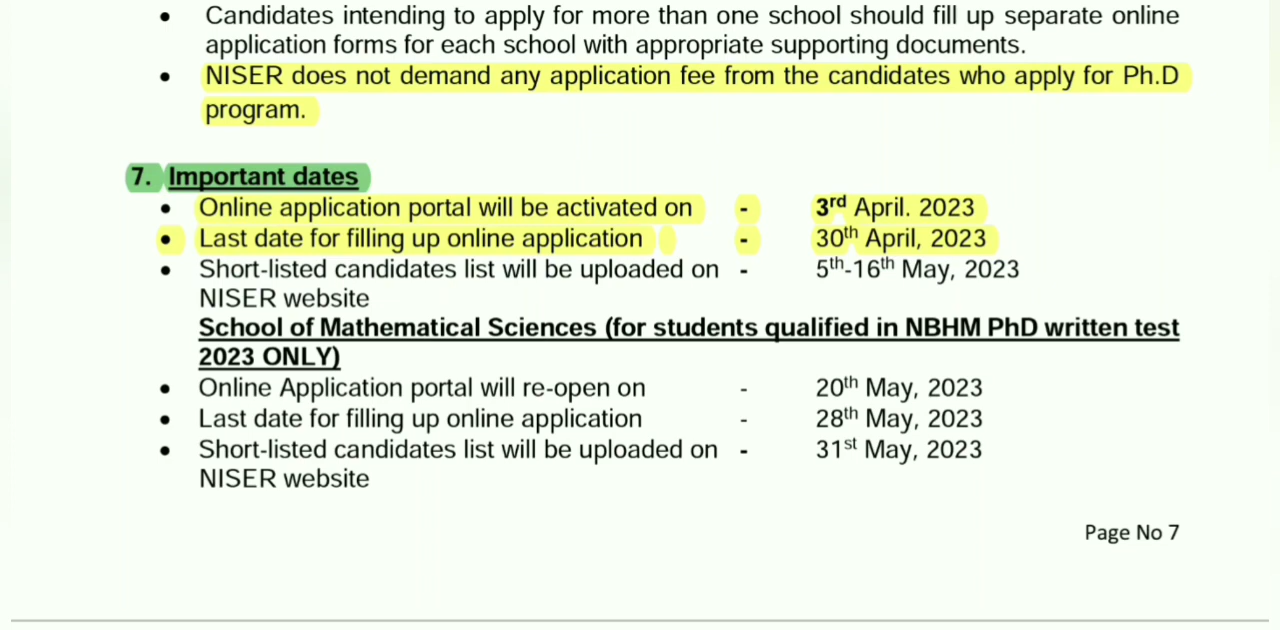 • Candidates intending to apply for more than one school should fill up separate online
application forms for each school with appropriate supporting documents.
• NISER does not demand any application fee from the candidates who apply for Ph.D
program.
7. Important dates
• Online application portal will be activated on - 3rd April. 2023
• Last date for filling up online application - 30th April, 2023
• Short-listed candidates list will be uploaded on - 5th-16th May, 2023
NISER website
School of Mathematical Sciences (for students qualified in NBHM PhD written test
2023 ONLY)
• Online Application portal will re-open on - 20th May, 2023
• Last date for filling up online application - 28th May, 2023
• Short-listed candidates list will be uploaded on - 31st May, 2023
NISER website
Page No 7